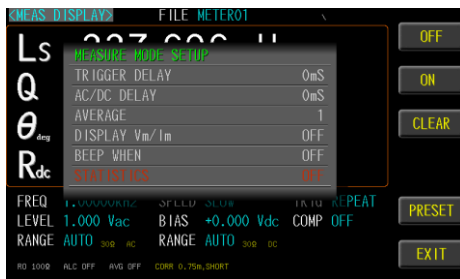 <MEAS DISPLAY> FILE METER01
Ls
Q
θ deg
Rdc
MEASURE MODE SETUP
TRIGGER DELAY 0mS
AC/DC DELAY 0mS
AVERAGE 1
DISPLAY Vm/Im OFF
BEEP WHEN OFF
STATISTICS OFF
FREQ 1.00000kHz SPEED SLOW TRIG REPEAT
LEVEL 1.000 Vac BIAS +0.000 Vdc COMP OFF
RANGE AUTO 30Ω AC RANGE AUTO 30Ω DC
RO 100Ω ALC OFF AVG OFF CORR 0.75m,SHORT
OFF
ON
CLEAR
PRESET
EXIT